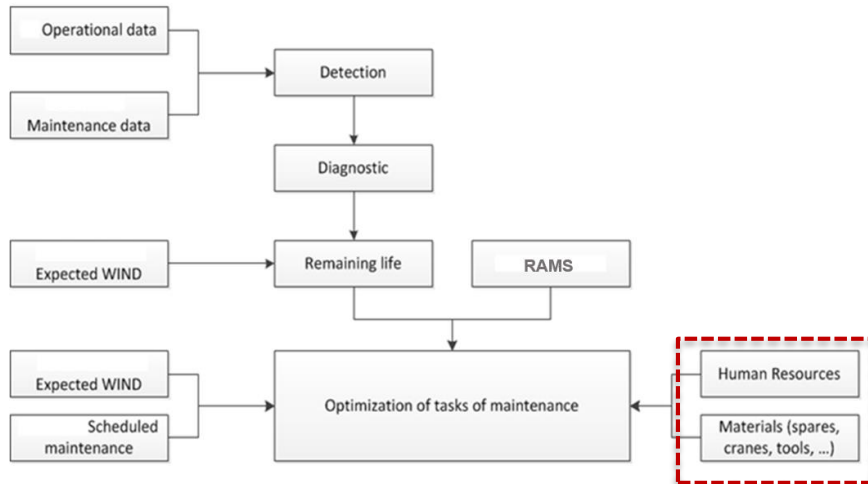 Operational data
Detection
Maintenance data
Diagnostic
Expected WIND
Remaining life
RAMS
Expected WIND
Scheduled
maintenance
Optimization of tasks of maintenance
Human Resources
Materials (spares,
cranes, tools, ...)